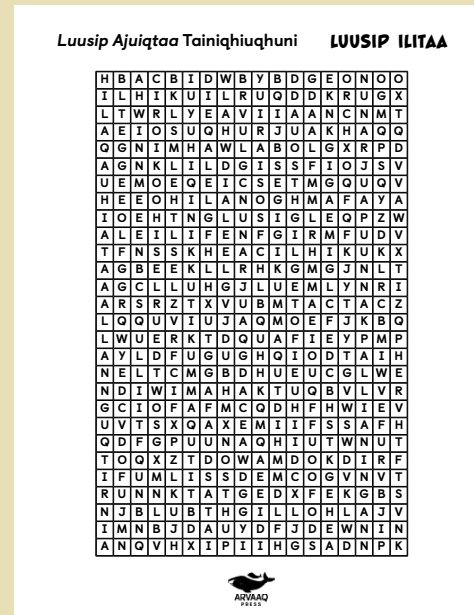 Luusip Ajuiqtaa Tainiqhiuqhuni LUUSIP ILITAA
H B A C B I D W B Y B D G E O N O O
I L H I K U I L R U Q D D K R U G X
L T W R L Y E A V I I A A N C N M T
A E I O S U Q H U R J U A K H A Q Q
Q G N I M H A W L A B O L G X R P D
A G N K L I L D G I S S F I O J S V
U E M O E Q E I C S E T M G Q U Q V
H E E O H I L A N O G H M A F A Y A
I O E H T N G L U S I G L E Q P Z W
A L E I L I F E N F G I R M F U D V
T F N S S K H E A C I L H I K U K X
A G B E E K L L R H K G M G J N L T
A G C L L U H G J L U E M L Y N R I
A R S R Z T X V U B M T A C T A C Z
L Q Q U V I U J A Q M O E F J K B Q
L W U E R K T D Q U A F I E Y P M P
A Y L D F U G U G H Q I O D T A I H
N E L T C M G B D H U E U C G L W E
N D I W I M A H A K T U Q B V L V R
G C I O F A F M C Q D H F H W I E V
U V T S X Q A X E M I I F S S A F H
Q D F G P U U N A Q H I U T W N U T
T O Q X Z T D O W A M D O K D I R F
I F U M L I S S D E M C O G V N V T
R U N N K T A T G E D X F E K G B S
N J B L U B T H G I L L O H L A J V
I M N B J D A U Y D F J D E W N I N
A N Q V H X I P I I H G S A D N P K
ARVAAQ
PRESS